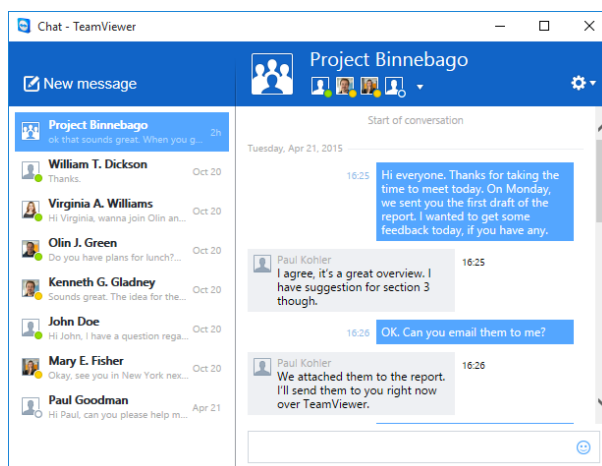 Chat - TeamViewer
New message
Project Binnebago
Project Binnebago
ok that sounds great. When you g...
2h
William T. Dickson
Thanks.
Oct 20
Virginia A. Williams
Hi Virginia, wanna join Olin an...
Oct 20
Olin J. Green
Do you have plans for lunch?...
Oct 20
Kenneth G. Gladney
Sounds great. The idea for the...
Oct 20
John Doe
Hi John, I have a question rega...
Oct 20
Mary E. Fisher
Okay, see you in New York nex...
Oct 20
Paul Goodman
Hi Paul, can you please help m...
Apr 21
Start of conversation
Tuesday, Apr 21, 2015
16:25
Hi everyone. Thanks for taking the
time to meet today. On Monday,
we sent you the first draft of the
report. I wanted to get some
feedback today, if you have any.
Paul Kohler
I agree, it's a great overview. I
have suggestion for section 3
though.
16:25
16:26
OK. Can you email them to me?
Paul Kohler
We attached them to the report.
I'll send them to you right now
over TeamViewer.
16:26